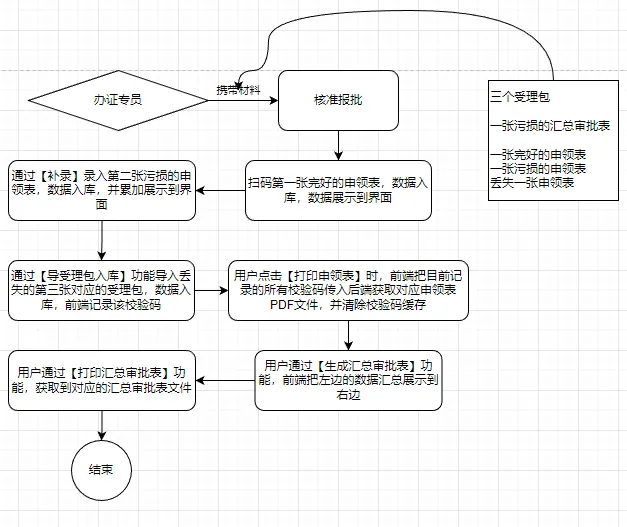 携带材料
办证专员
核准报批
三个受理包
一张污损的汇总审批表
一张完好的申领表
一张污损的申领表
丢失一张申领表
扫码第一张完好的申领表，数据入
库，数据展示到界面
通过【补录】录入第二张污损的申
领表，数据入库，并累加展示到界
面
通过【导受理包入库】功能导入丢
失的第三张对应的受理包，数据入
库，前端记录该校验码
用户点击【打印申领表】时，前端把目前记
录的所有校验码传入后端获取对应申领表
PDF文件，并清除校验码缓存
用户通过【生成汇总审批表】功
能，前端把左边的数据汇总展示到
右边
用户通过【打印汇总审批表】功
能，获取到对应的汇总审批表文件
结束